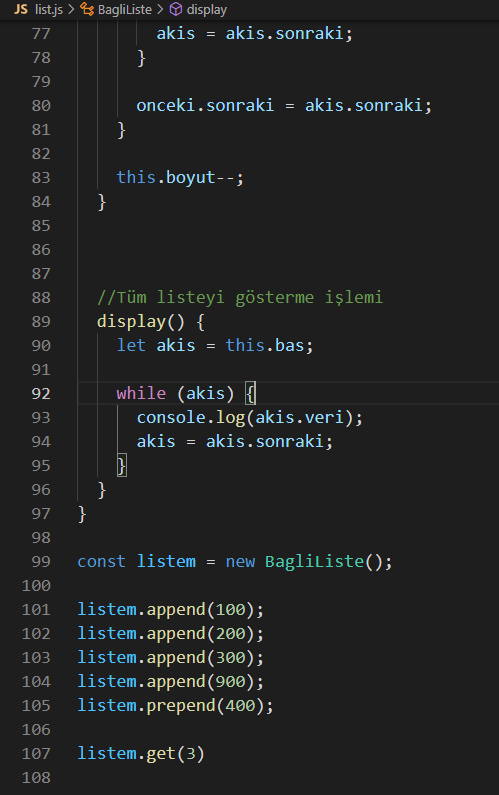 JS list.js > BagliListe > display
77 akis = akis.sonraki;
78 }
79
80 onceki.sonraki = akis.sonraki;
81 }
82
83 this.boyut--;
84 }
85
86
87
88 //Tüm listeyi gösterme işlemi
89 display() {
90 let akis = this.bas;
91
92 while (akis) {
93 console.log(akis.veri);
94 akis = akis.sonraki;
95 }
96 }
97 }
98
99 const listem = new BagliListe();
100
101 listem.append(100);
102 listem.append(200);
103 listem.append(300);
104 listem.append(900);
105 listem.prepend(400);
106
107 listem.get(3)
108